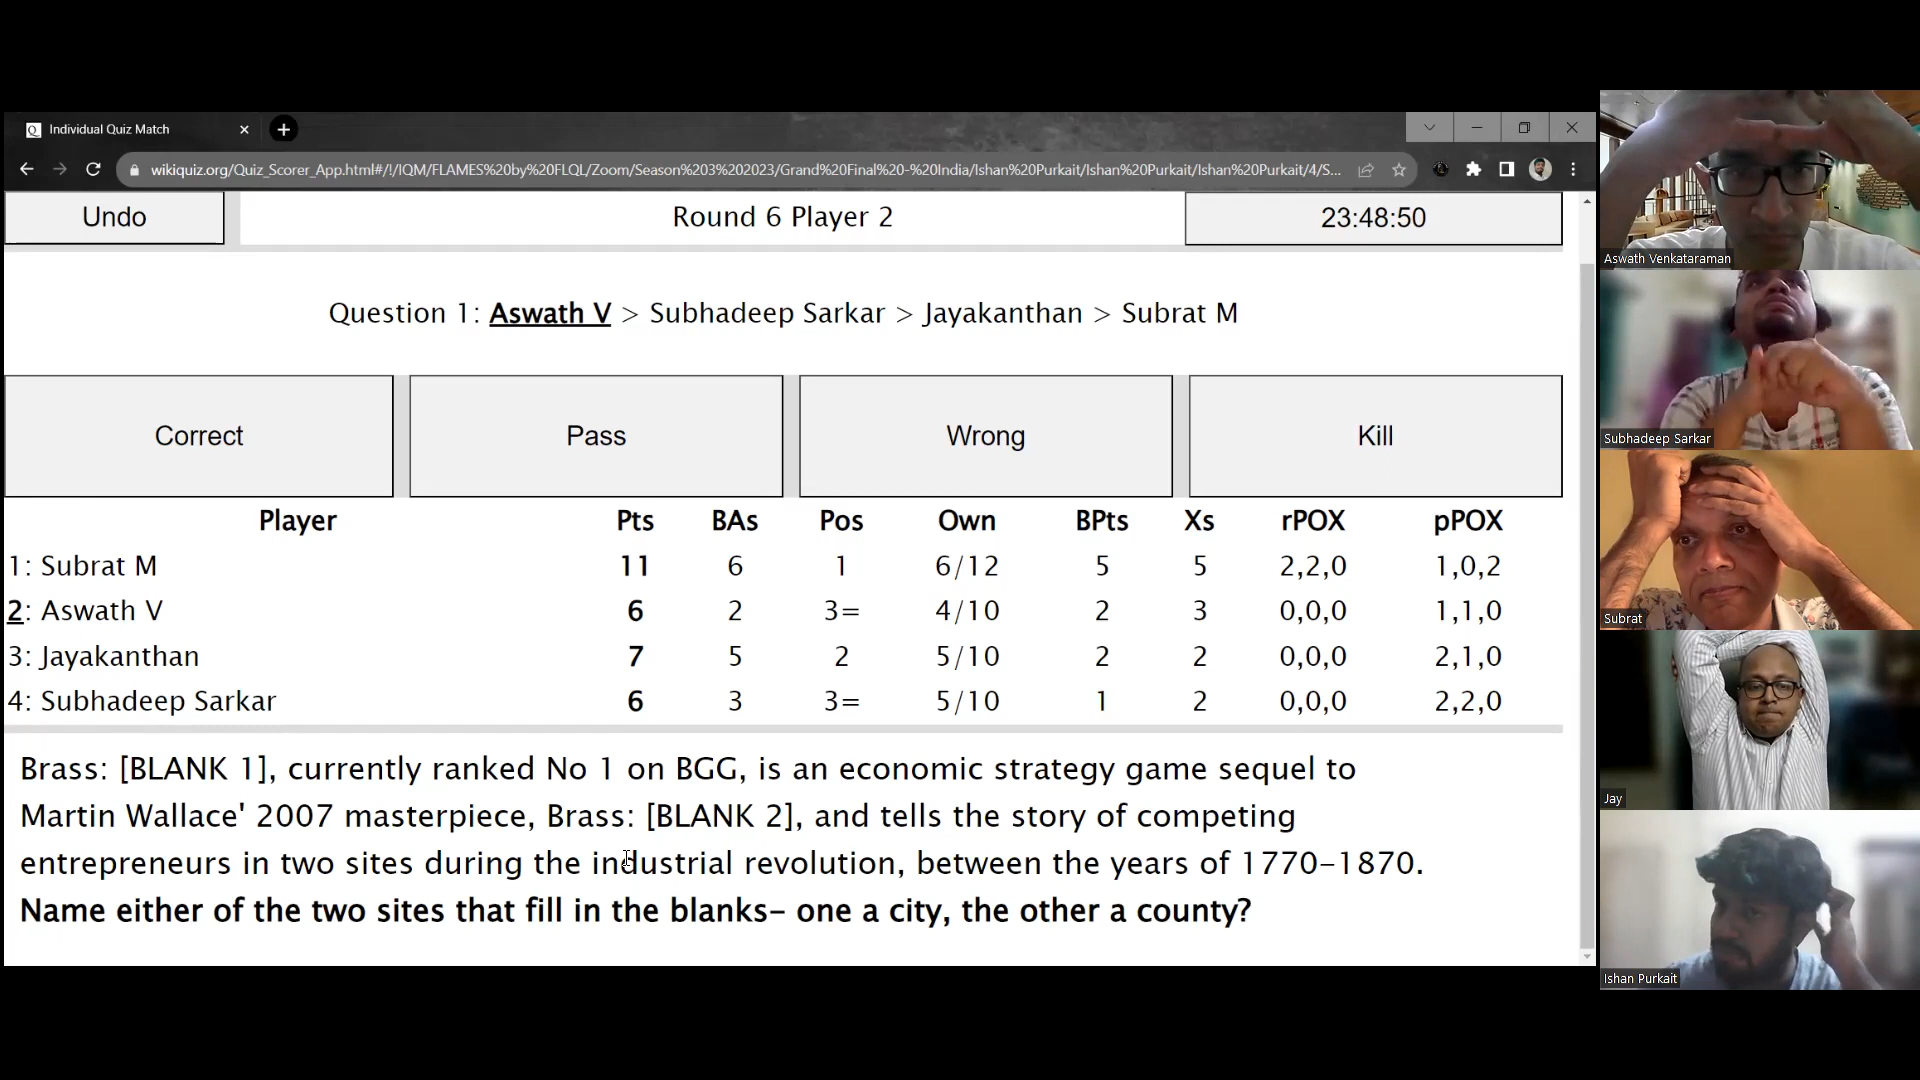 Individual Quiz Match
wikiquiz.org/Quiz_Scorer_App.html#/!/IQM/FLAMES%20by%20FLQL/Zoom/Season%203%202023/Grand%20Final%20-%20India/Ishan%20Purkait/Ishan%20Purkait/Ishan%20Purkait/4/S...
Undo
Round 6 Player 2
23:48:50
Question 1: Aswath V > Subhadeep Sarkar > Jayakanthan > Subrat M
Correct
Pass
Wrong
Kill
Player Pts BAs Pos Own BPts Xs rPOX pPOX
1: Subrat M 11 6 1 6/12 5 5 2,2,0 1,0,2
2: Aswath V 6 2 3= 4/10 2 3 0,0,0 1,1,0
3: Jayakanthan 7 5 2 5/10 2 2 0,0,0 2,1,0
4: Subhadeep Sarkar 6 3 3= 5/10 1 2 0,0,0 2,2,0
Brass: [BLANK 1], currently ranked No 1 on BGG, is an economic strategy game sequel to
Martin Wallace' 2007 masterpiece, Brass: [BLANK 2], and tells the story of competing
entrepreneurs in two sites during the industrial revolution, between the years of 1770-1870.
Name either of the two sites that fill in the blanks- one a city, the other a county?
Aswath Venkataraman
Subhadeep Sarkar
Subrat
Jay
Ishan Purkait